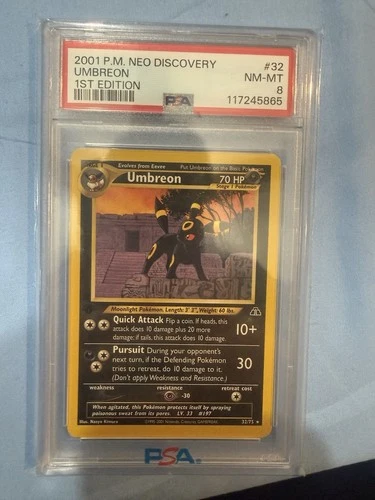 2001 P.M. NEO DISCOVERY #32
UMBREON NM-MT
1ST EDITION 8
PSA 117245865
Evolves from Eevee Put Umbreon on the Basic Pokémon
Umbreon 70 HP
Stage 1 Pokémon
Moonlight Pokémon. Length: 3' 3", Weight: 60 lbs.
Quick Attack Flip a coin. If heads, this
attack does 10 damage plus 20 more
damage; if tails, this attack does 10
damage.
10+
Pursuit During your opponent's
next turn, if the Defending Pokémon
tries to retreat, do 10 damage to it.
(Don't apply Weakness and Resistance.)
30
weakness resistance retreat cost
-30
When agitated, this Pokémon protects itself by spraying
poisonous sweat from its pores. LV. 33 #197
Illus.
32/75
PSA